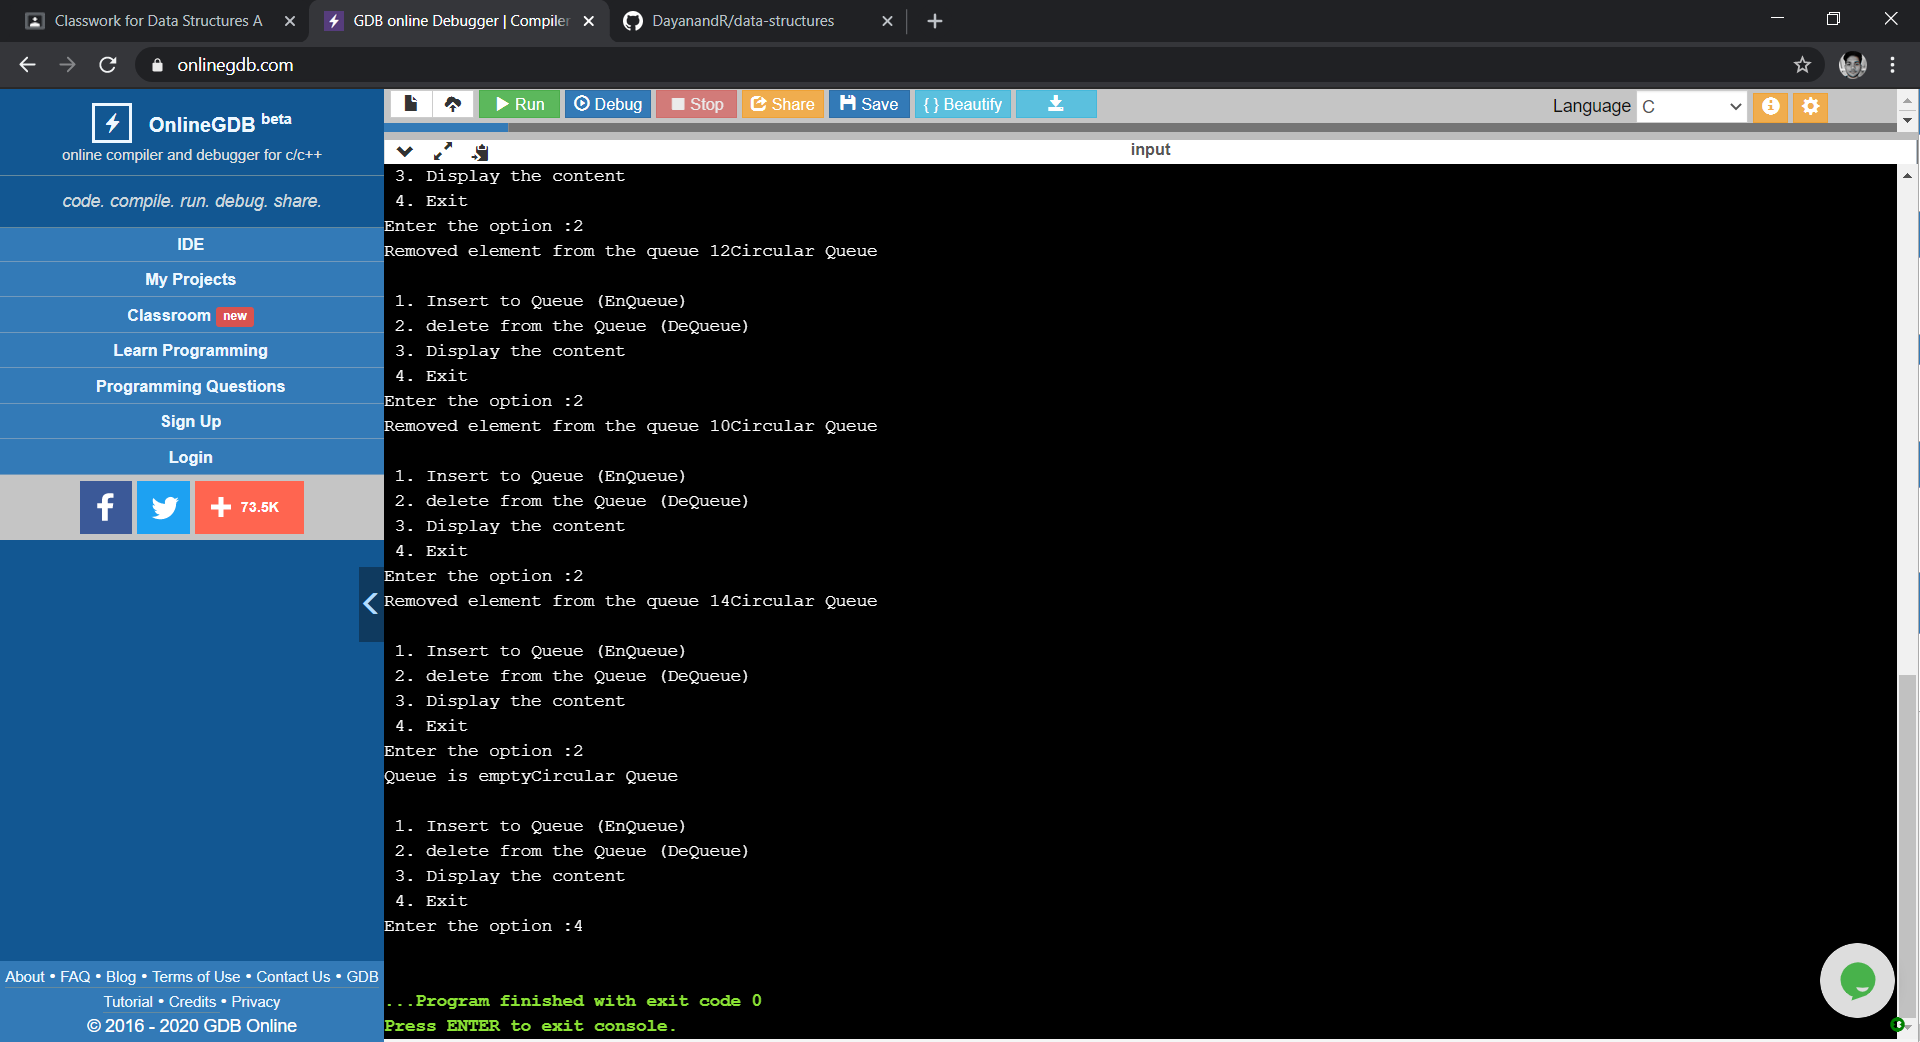 Classwork for Data Structures A
GDB online Debugger | Compiler
DayanandR/data-structures
onlinegdb.com
OnlineGDB beta
online compiler and debugger for c/c++
code. compile. run. debug. share.
IDE
My Projects
Classroom new
Learn Programming
Programming Questions
Sign Up
Login
73.5K
About • FAQ • Blog • Terms of Use • Contact Us • GDB
Tutorial • Credits • Privacy
© 2016 - 2020 GDB Online
Run Debug Stop Share Save { } Beautify
Language C
input
3. Display the content
4. Exit
Enter the option :2
Removed element from the queue 12Circular Queue
1. Insert to Queue (EnQueue)
2. delete from the Queue (DeQueue)
3. Display the content
4. Exit
Enter the option :2
Removed element from the queue 10Circular Queue
1. Insert to Queue (EnQueue)
2. delete from the Queue (DeQueue)
3. Display the content
4. Exit
Enter the option :2
Removed element from the queue 14Circular Queue
1. Insert to Queue (EnQueue)
2. delete from the Queue (DeQueue)
3. Display the content
4. Exit
Enter the option :2
Queue is emptyCircular Queue
1. Insert to Queue (EnQueue)
2. delete from the Queue (DeQueue)
3. Display the content
4. Exit
Enter the option :4
...Program finished with exit code 0
Press ENTER to exit console.